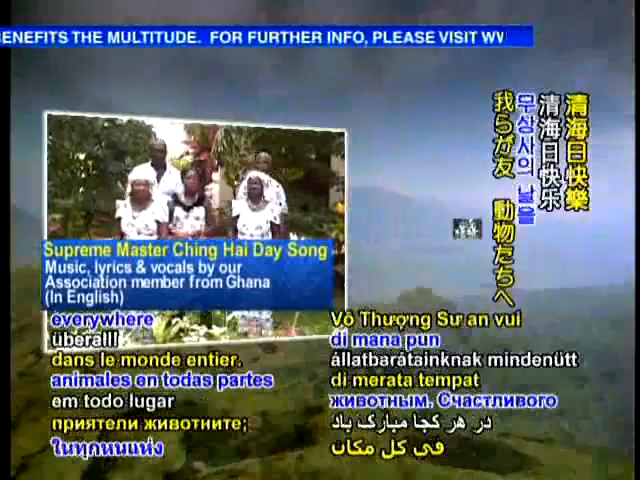 ENEFITS THE MULTITUDE. FOR FURTHER INFO, PLEASE VISIT WV
清海日快樂
清海日快乐
무상사의 날을
我らが友 動物たちへ
Supreme Master Ching Hai Day Song
Music, lyrics & vocals by our
Association member from Ghana
(In English)
everywhere
überall!
dans le monde entier.
animales en todas partes
em todo lugar
приятели животните;
ในทุกหนแห่ง
Vô Thượng Sư an vui
di mana pun
állatbarátainknak mindenütt
di merata tempat
животным. Счастливого
در هر کجا مبارک باد
في كل مكان